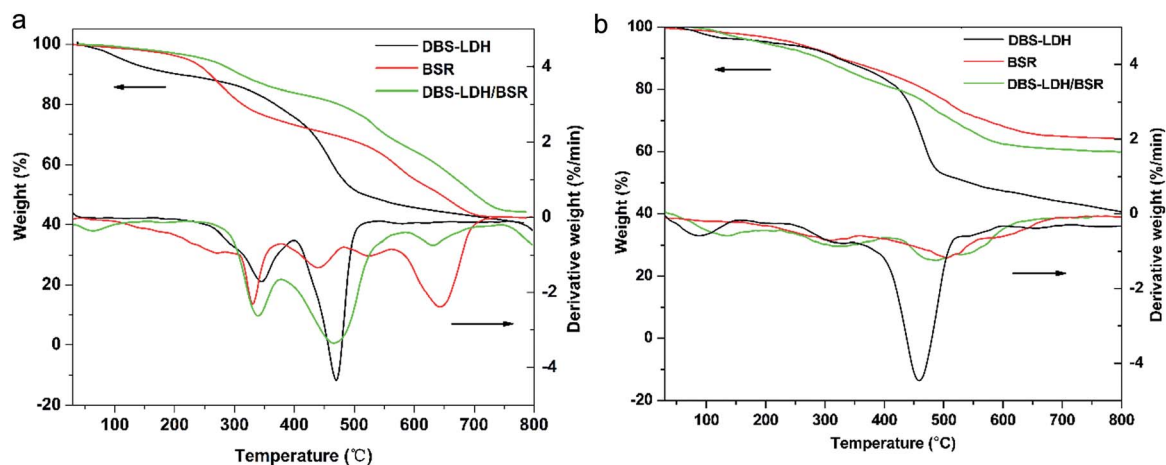 a
DBS-LDH
BSR
DBS-LDH/BSR
Weight (%)
Derivative weight (%/min)
100
80
60
40
20
0
-20
4
2
0
-2
-4
100 200 300 400 500 600 700 800
Temperature (℃)
b
DBS-LDH
BSR
DBS-LDH/BSR
Weight (%)
Derivative weight (%/min)
100
80
60
40
20
0
-20
4
2
0
-2
-4
100 200 300 400 500 600 700 800
Temperature (°C)